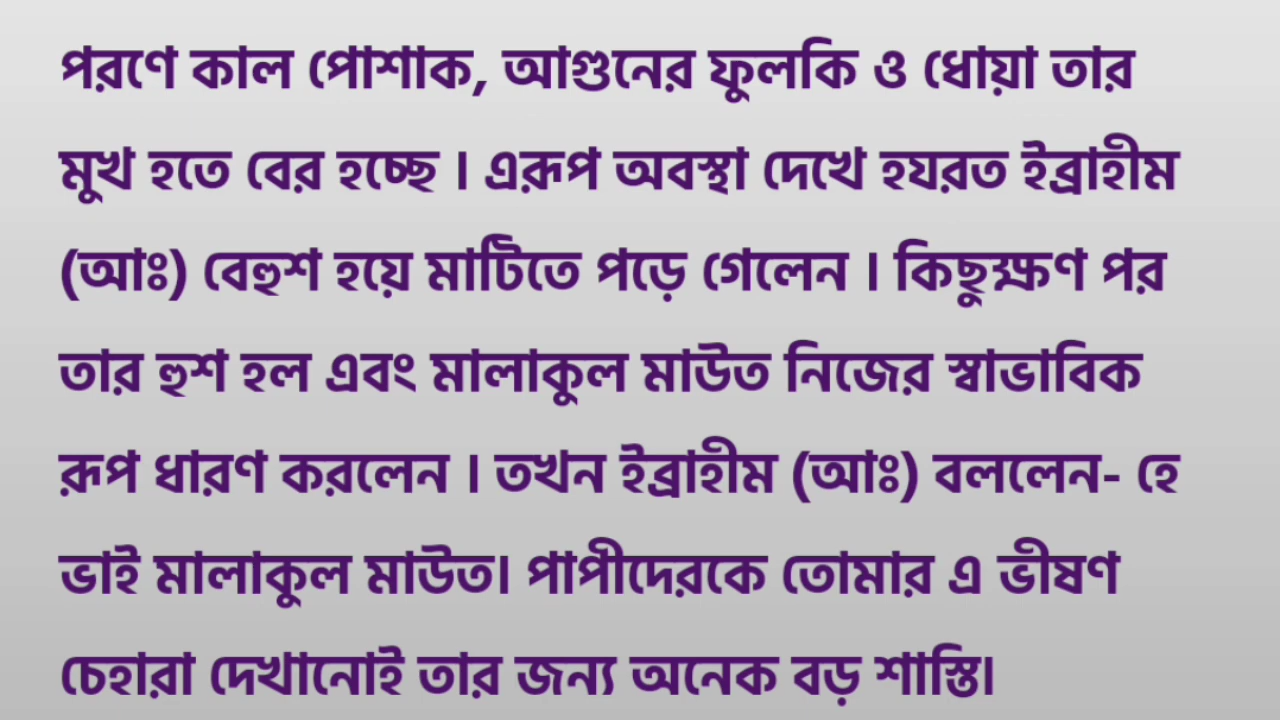 পরণে কাল পোশাক, আগুনের ফুলকি ও ধোয়া তার
মুখ হতে বের হচ্ছে । এরূপ অবস্থা দেখে হযরত ইব্রাহীম
(আঃ) বেহুশ হয়ে মাটিতে পড়ে গেলেন । কিছুক্ষণ পর
তার হুশ হল এবং মালাকুল মাউত নিজের স্বাভাবিক
রূপ ধারণ করলেন । তখন ইব্রাহীম (আঃ) বললেন- হে
ভাই মালাকুল মাউত। পাপীদেরকে তোমার এ ভীষণ
চেহারা দেখানোই তার জন্য অনেক বড় শাস্তি।